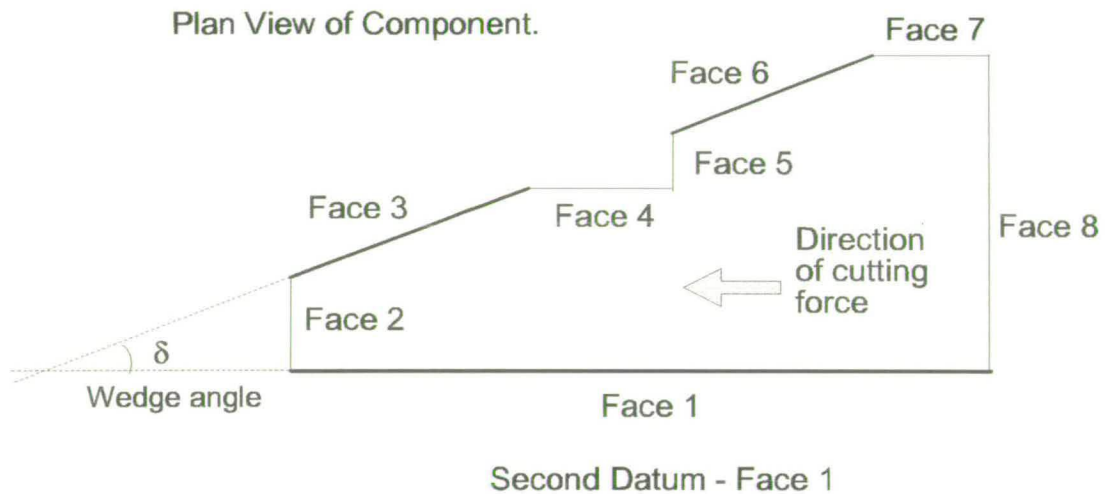 Plan View of Component.
Face 7
Face 6
Face 5
Face 3
Face 4
Face 8
Direction
of cutting
force
Face 2
δ
Wedge angle
Face 1
Second Datum - Face 1